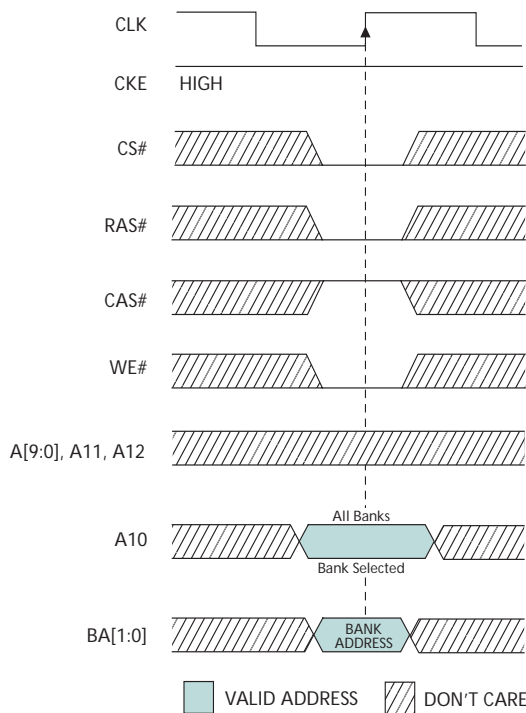 CLK
CKE HIGH
CS#
RAS#
CAS#
WE#
A[9:0], A11, A12
All Banks
A10
Bank Selected
BA[1:0] BANK
ADDRESS
VALID ADDRESS DON'T CARE